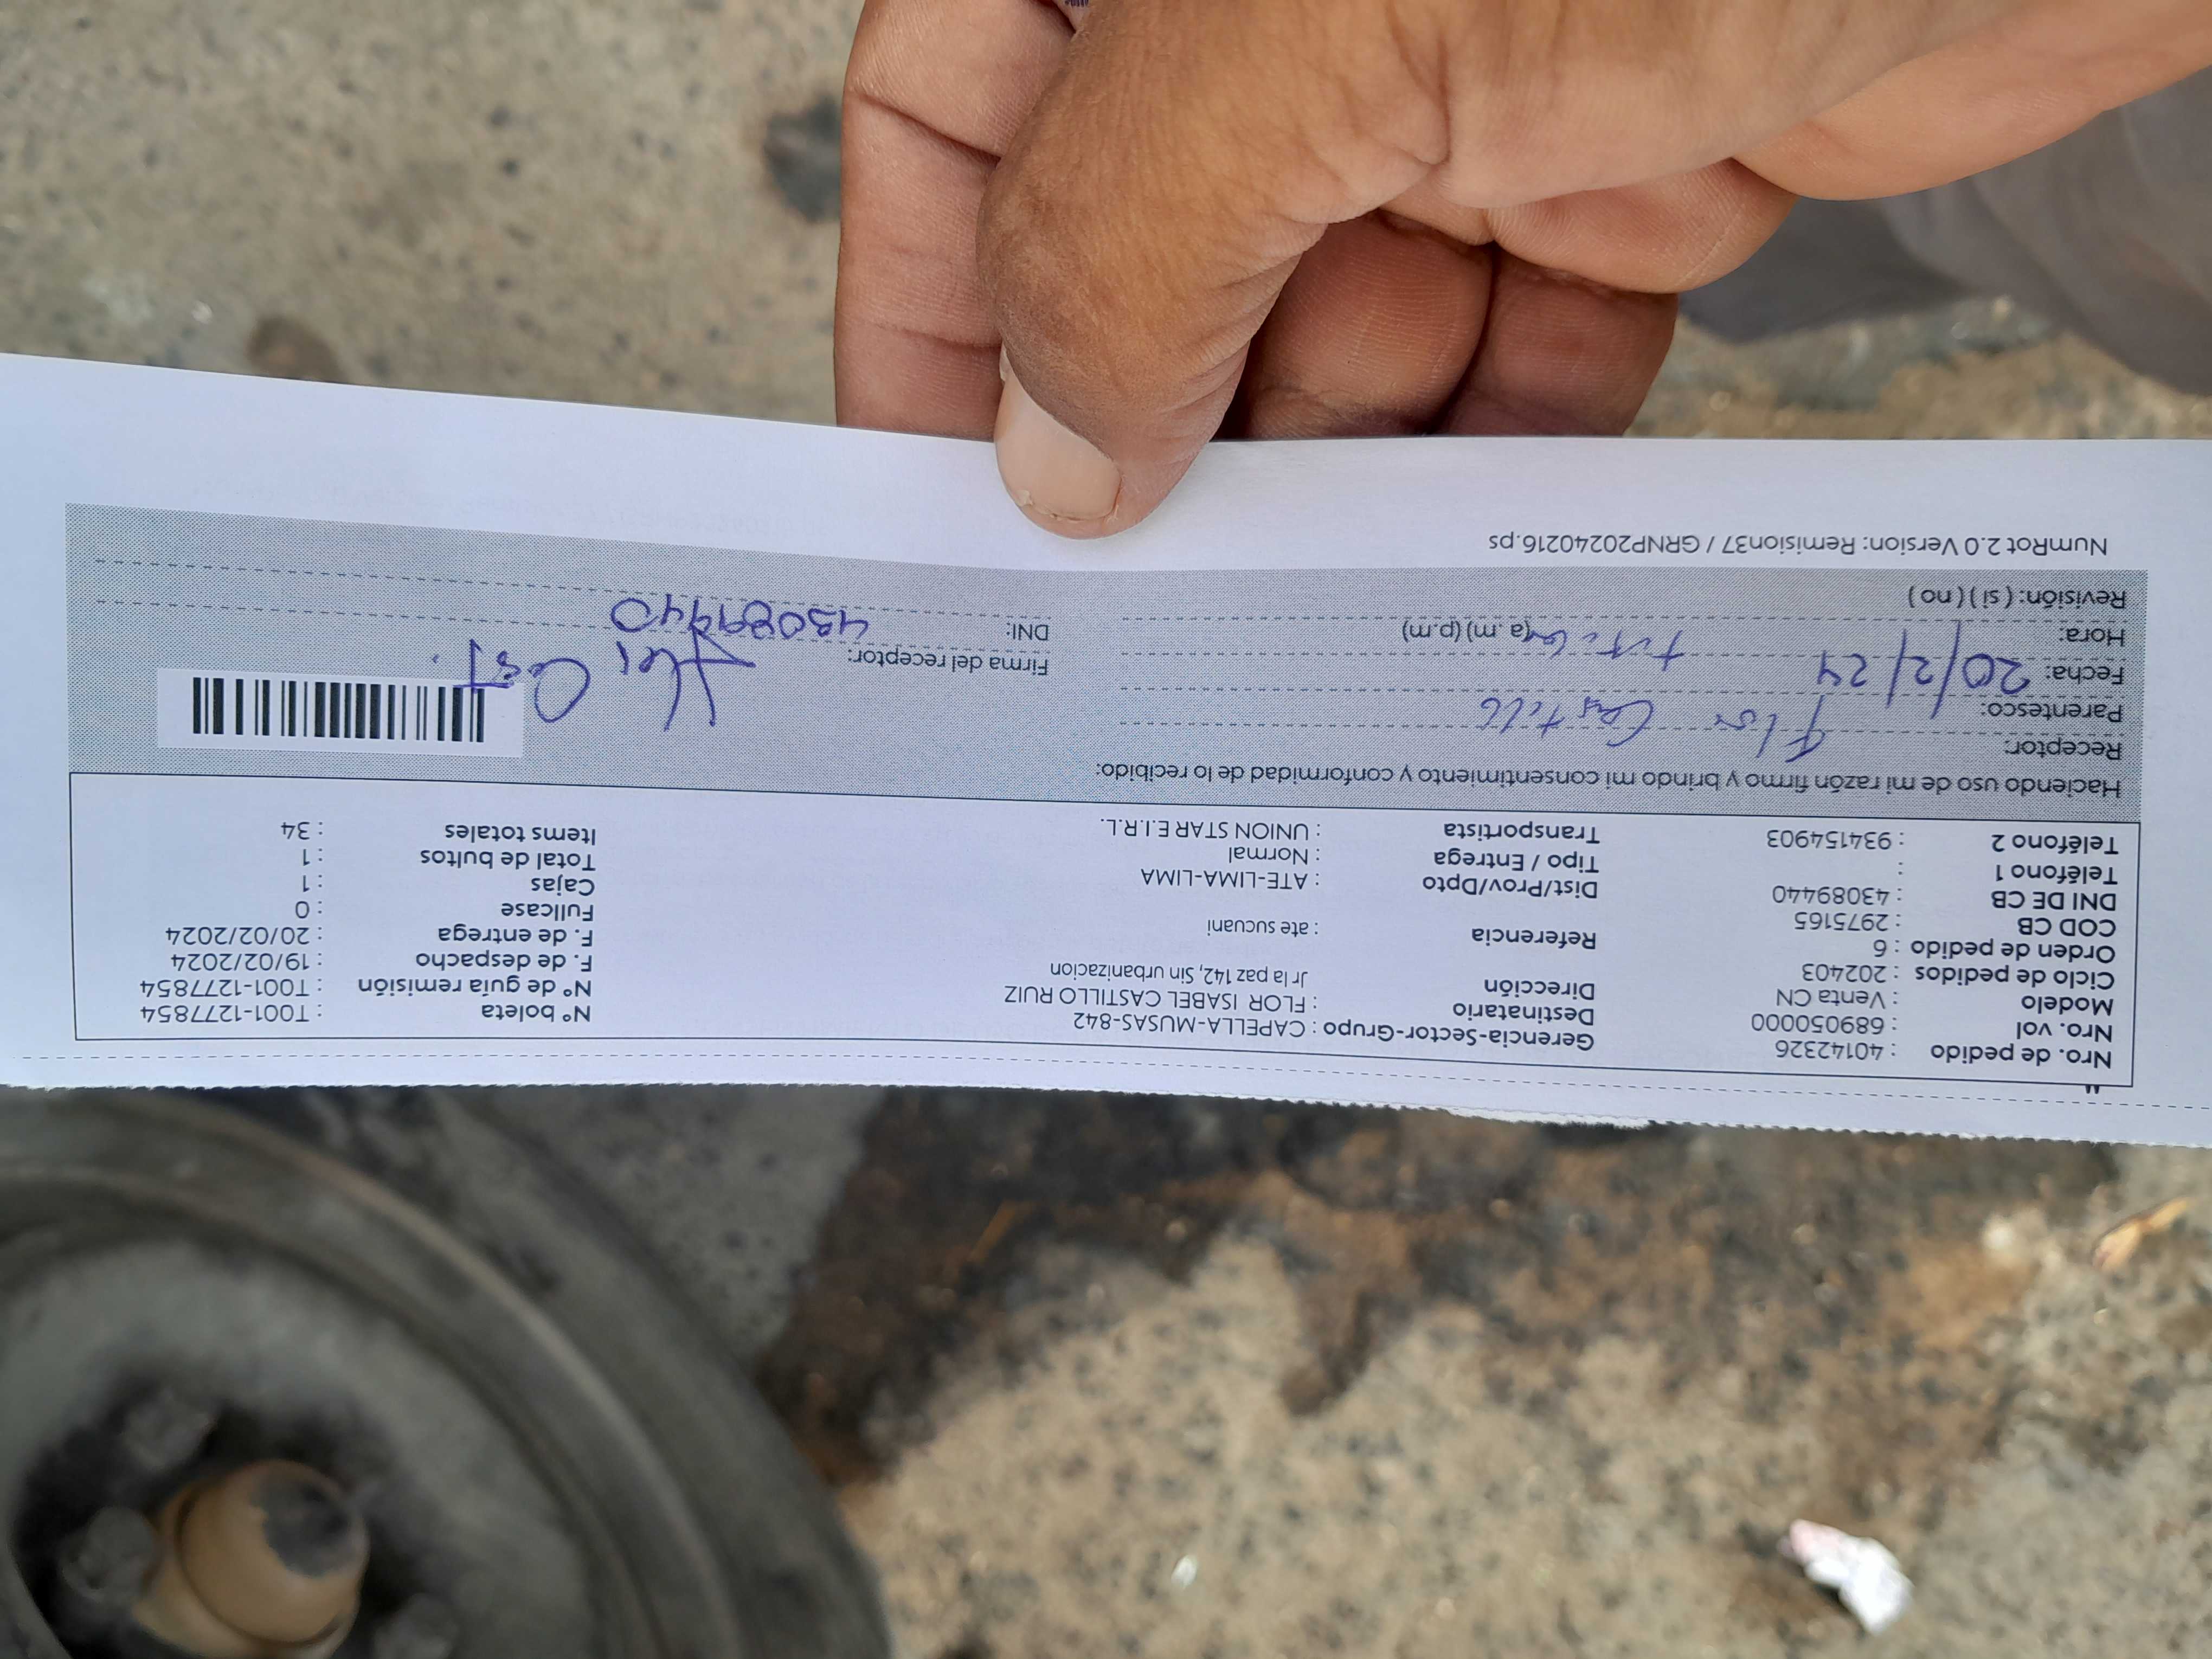 Nro. de pedido : 40142326 Gerencia-Sector-Grupo : CAPELLA-MUSAS-842 N° boleta : T001-1277854
Nro. vol : 689050000 Destinatario : FLOR ISABEL CASTILLO RUIZ N° de guía remisión : T001-1277854
Modelo : Venta CN Dirección Jr la paz 142, Sin urbanizacion F. de despacho : 19/02/2024
Ciclo de pedidos : 202403 F. de entrega : 20/02/2024
Orden de pedido : 6 Referencia : ate sucuani Fullcase : 0
COD CB : 2975165 Cajas : 1
DNI DE CB : 43089440 Dist/Prov/Dpto : ATE-LIMA-LIMA Total de bultos : 1
Teléfono 1 : Tipo / Entrega : Normal Items totales : 34
Teléfono 2 : 934154903 Transportista : UNION STAR E.I.R.L.
Haciendo uso de mi razón firmo y brindo mi consentimiento y conformidad de lo recibido:
Receptor: Flor Castillo
Parentesco:
Fecha: 20/2/24 Firma del receptor:
Hora: (a.m) (p.m) DNI: 43089440
Revisión: ( si ) ( no )
NumRot 2.0 Version: Remision37 / GRNP20240216.ps